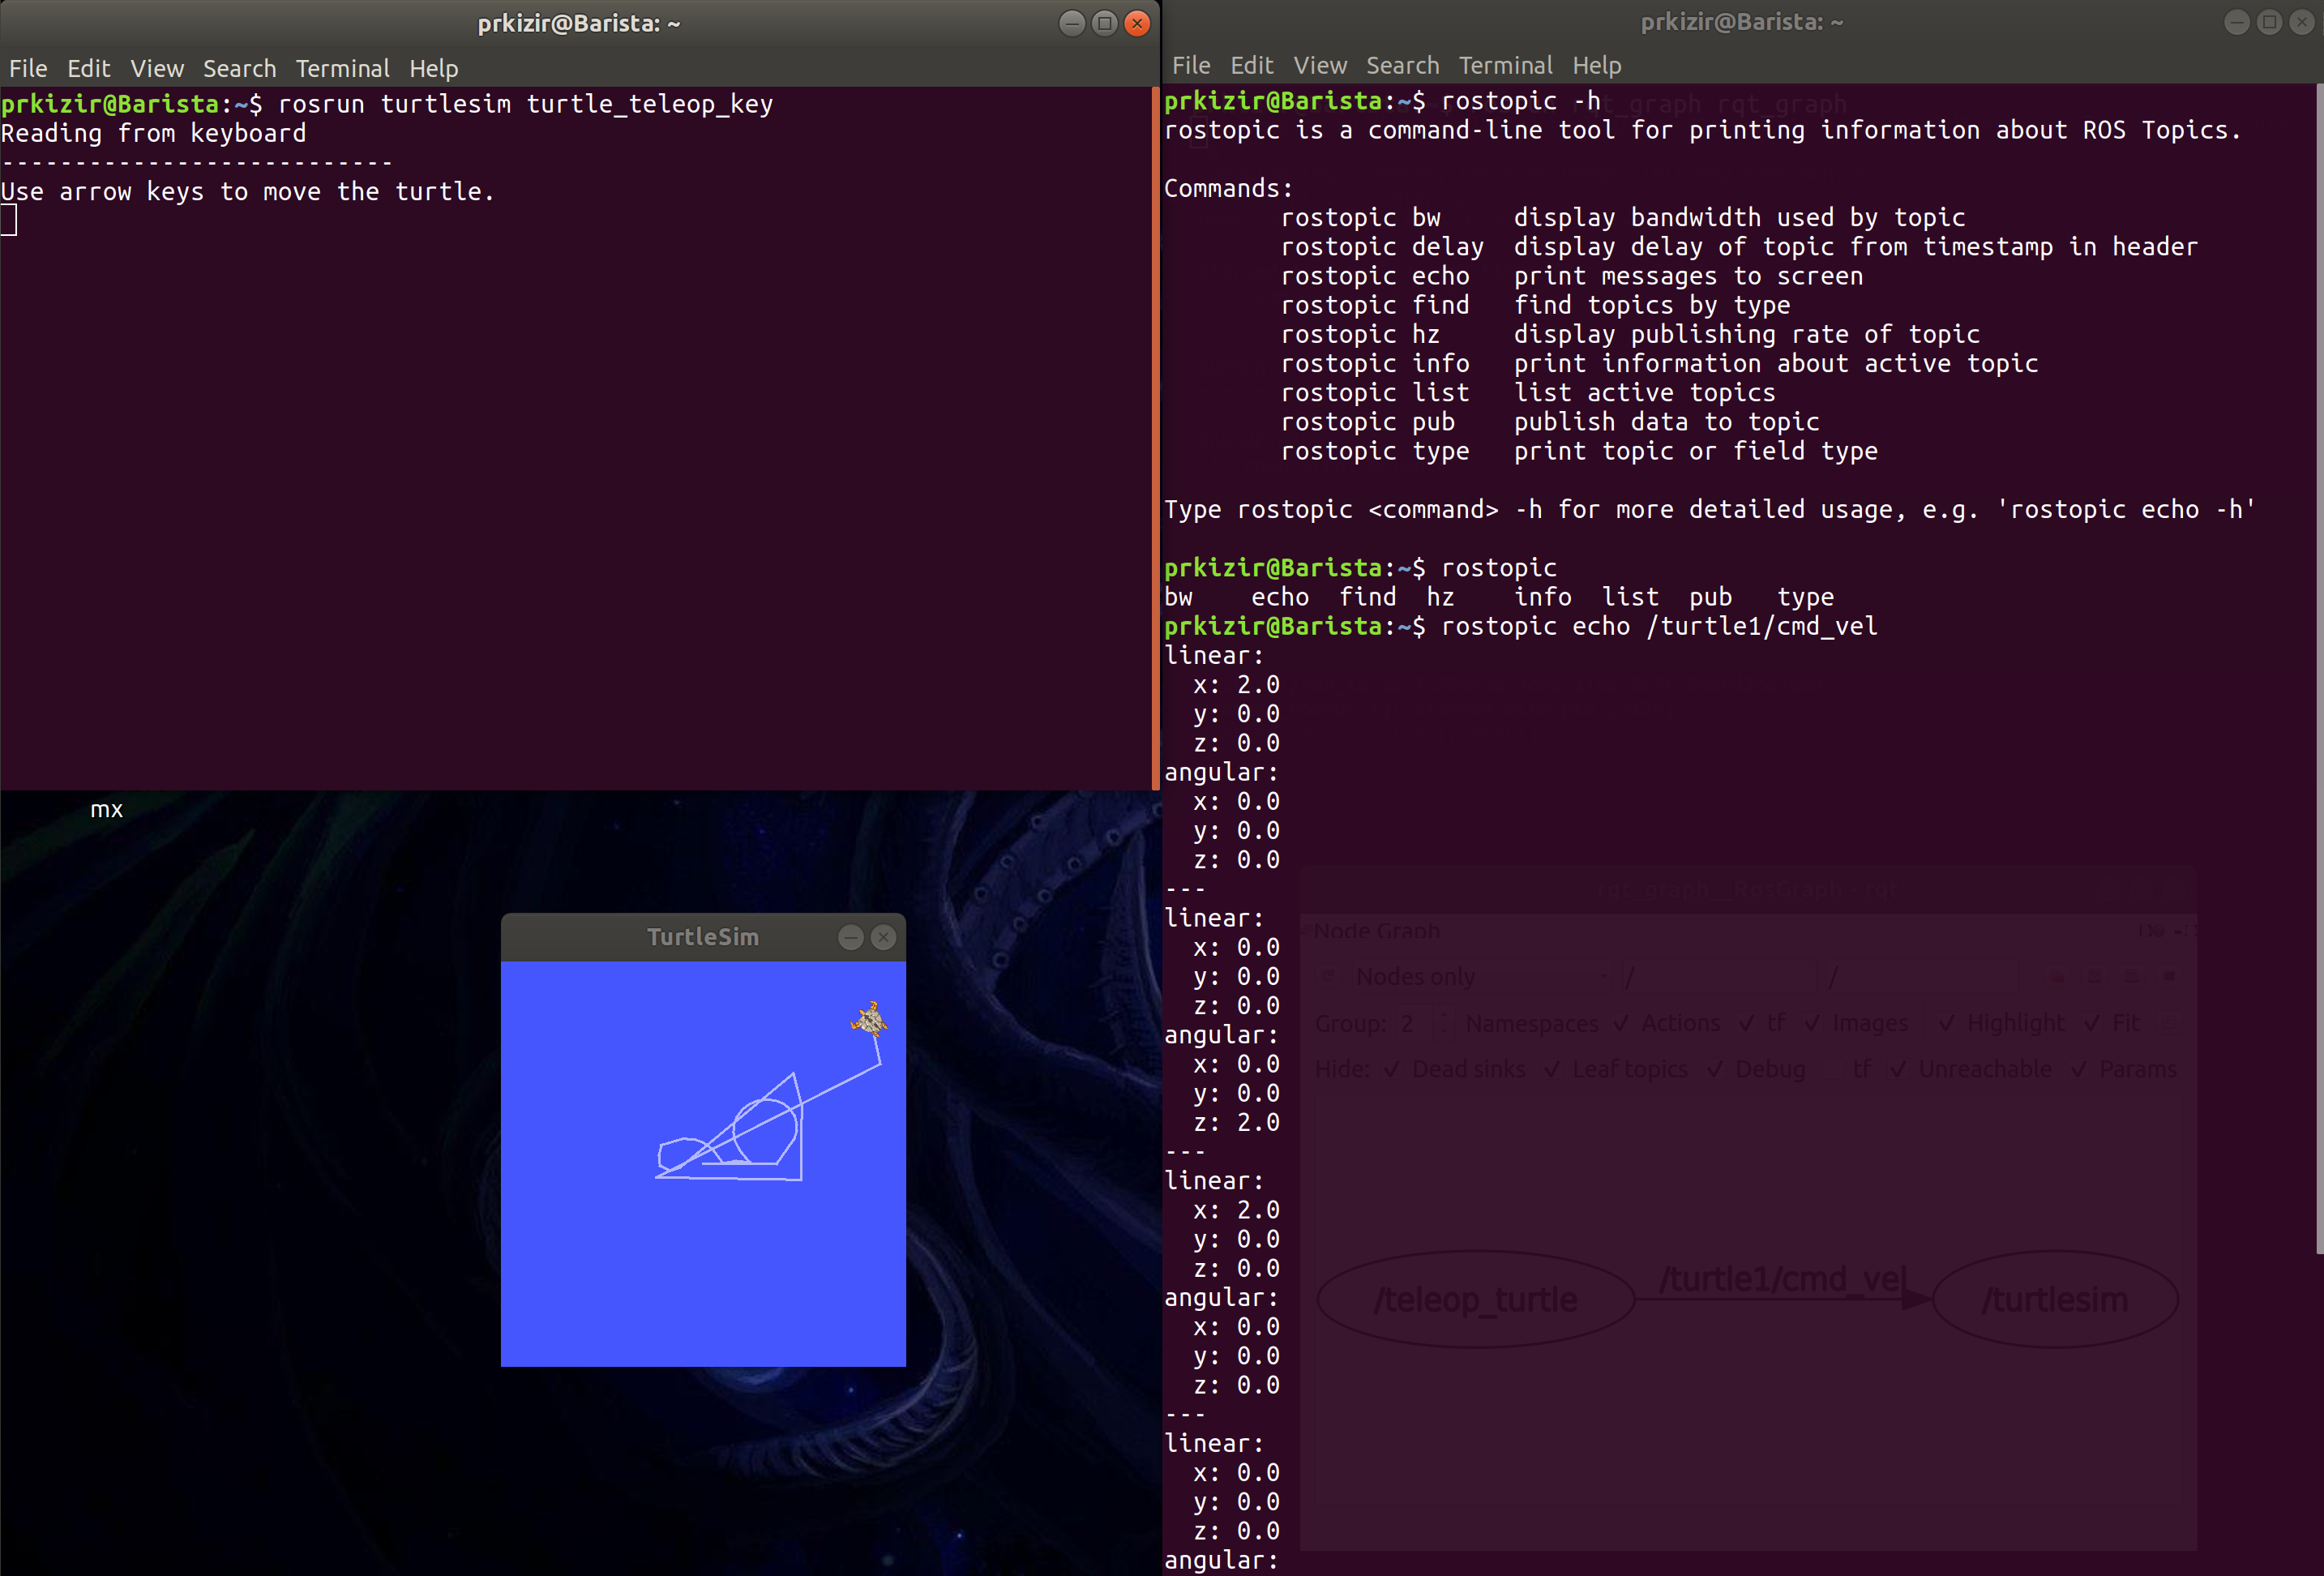 prkizir@Barista: ~
File Edit View Search Terminal Help
prkizir@Barista:~$ rosrun turtlesim turtle_teleop_key
Reading from keyboard
---------------------------
Use arrow keys to move the turtle.
mx
TurtleSim
prkizir@Barista: ~
File Edit View Search Terminal Help
prkizir@Barista:~$ rostopic -h
rqt_graph rqt_graph
rostopic is a command-line tool for printing information about ROS Topics.
Commands:
rostopic bw display bandwidth used by topic
rostopic delay display delay of topic from timestamp in header
rostopic echo print messages to screen
rostopic find find topics by type
rostopic hz display publishing rate of topic
rostopic info print information about active topic
rostopic list list active topics
rostopic pub publish data to topic
rostopic type print topic or field type
Type rostopic <command> -h for more detailed usage, e.g. 'rostopic echo -h'
prkizir@Barista:~$ rostopic
bw echo find hz info list pub type
prkizir@Barista:~$ rostopic echo /turtle1/cmd_vel
linear:
x: 2.0
y: 0.0
z: 0.0
angular:
x: 0.0
y: 0.0
z: 0.0
---
linear:
x: 0.0
y: 0.0
z: 0.0
angular:
x: 0.0
y: 0.0
z: 2.0
---
linear:
x: 2.0
y: 0.0
z: 0.0
angular:
x: 0.0
y: 0.0
z: 0.0
---
linear:
x: 0.0
y: 0.0
z: 0.0
angular:
rqt_graph__RosGraph - rqt
Node Graph
Nodes only / /
Group: 2 Namespaces Actions tf Images Highlight Fit
Hide: Dead sinks Leaf topics Debug tf Unreachable Params
/teleop_turtle /turtle1/cmd_vel /turtlesim